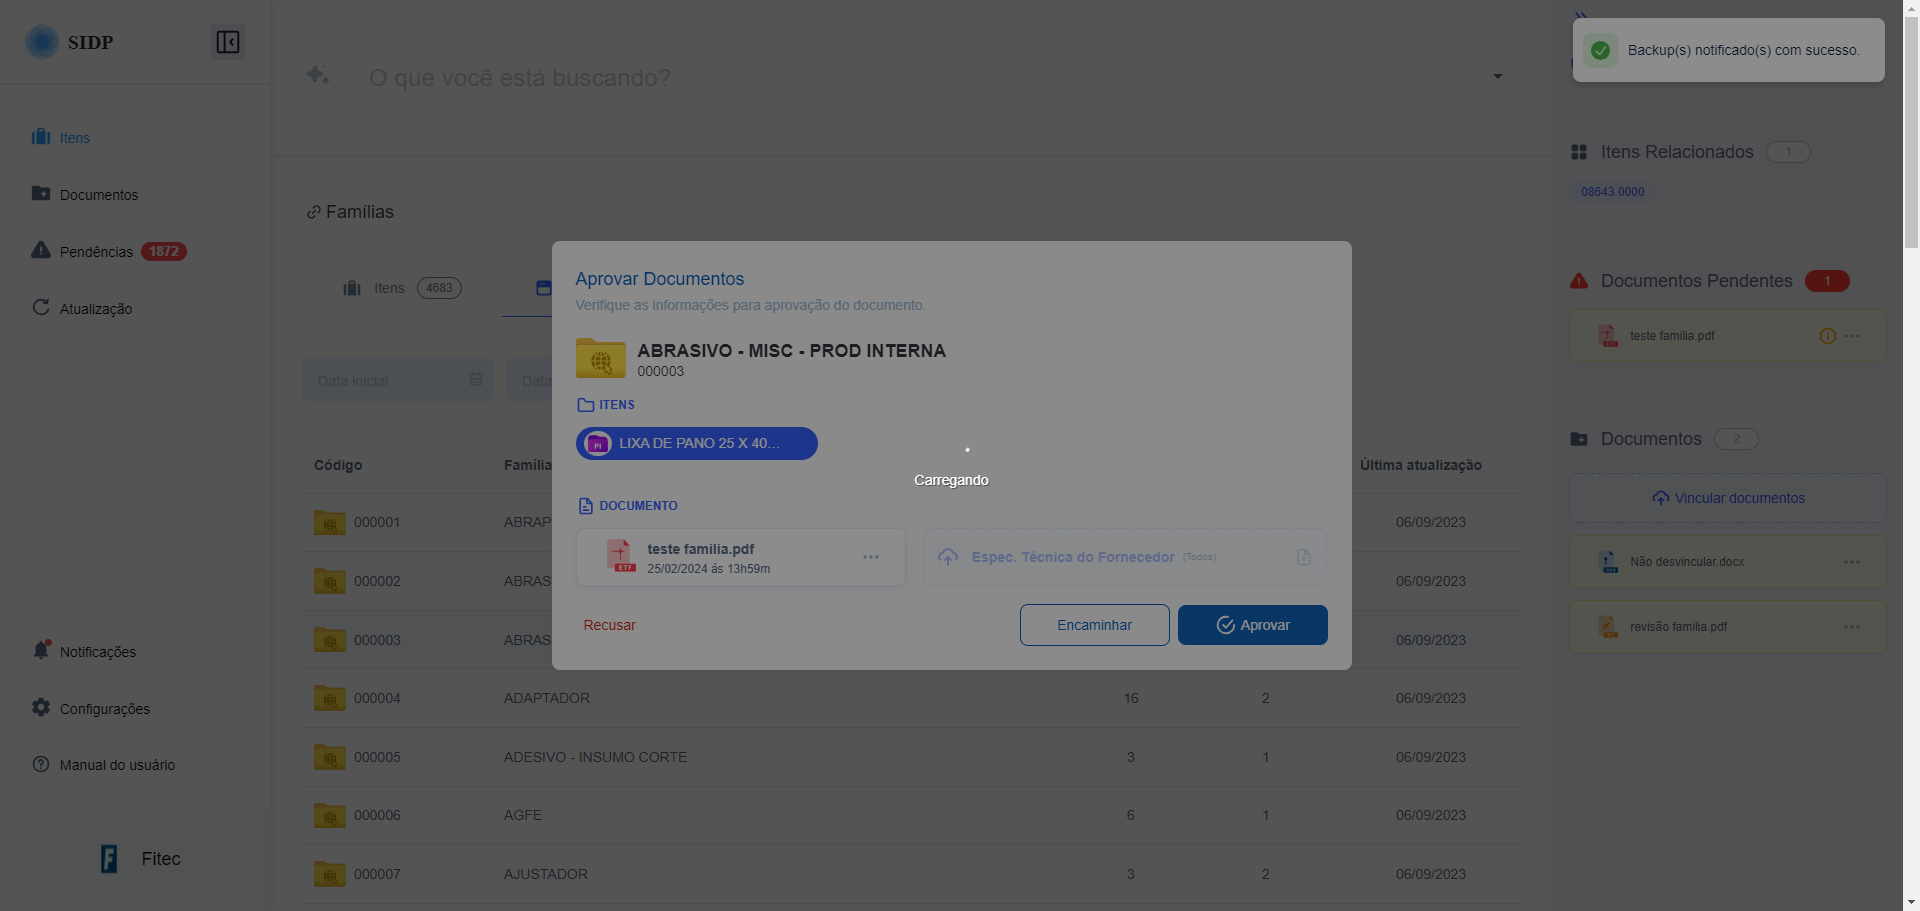 SIDP
O que você está buscando?
Backup(s) notificado(s) com sucesso.
Itens
Documentos
Pendências 1872
Atualização
Notificações
Configurações
Manual do usuário
Fitec
Famílias
Itens 4683
Data inicial
Data
Código
Família
Última atualização
000001 ABRAP 06/09/2023
000002 ABRAS 06/09/2023
000003 ABRAS 06/09/2023
000004 ADAPTADOR 16 2 06/09/2023
000005 ADESIVO - INSUMO CORTE 3 1 06/09/2023
000006 AGFE 6 1 06/09/2023
000007 AJUSTADOR 3 2 06/09/2023
Aprovar Documentos
Verifique as informações para aprovação do documento.
ABRASIVO - MISC - PROD INTERNA
000003
ITENS
PI LIXA DE PANO 25 X 40...
Carregando
DOCUMENTO
teste familia.pdf
25/02/2024 ás 13h59m
ETF
Espec. Técnica do Fornecedor (Todos)
Recusar
Encaminhar
Aprovar
Itens Relacionados 1
08643.0000
Documentos Pendentes 1
teste familia.pdf
Documentos 2
Vincular documentos
Não desvincular.docx
revisão familia.pdf